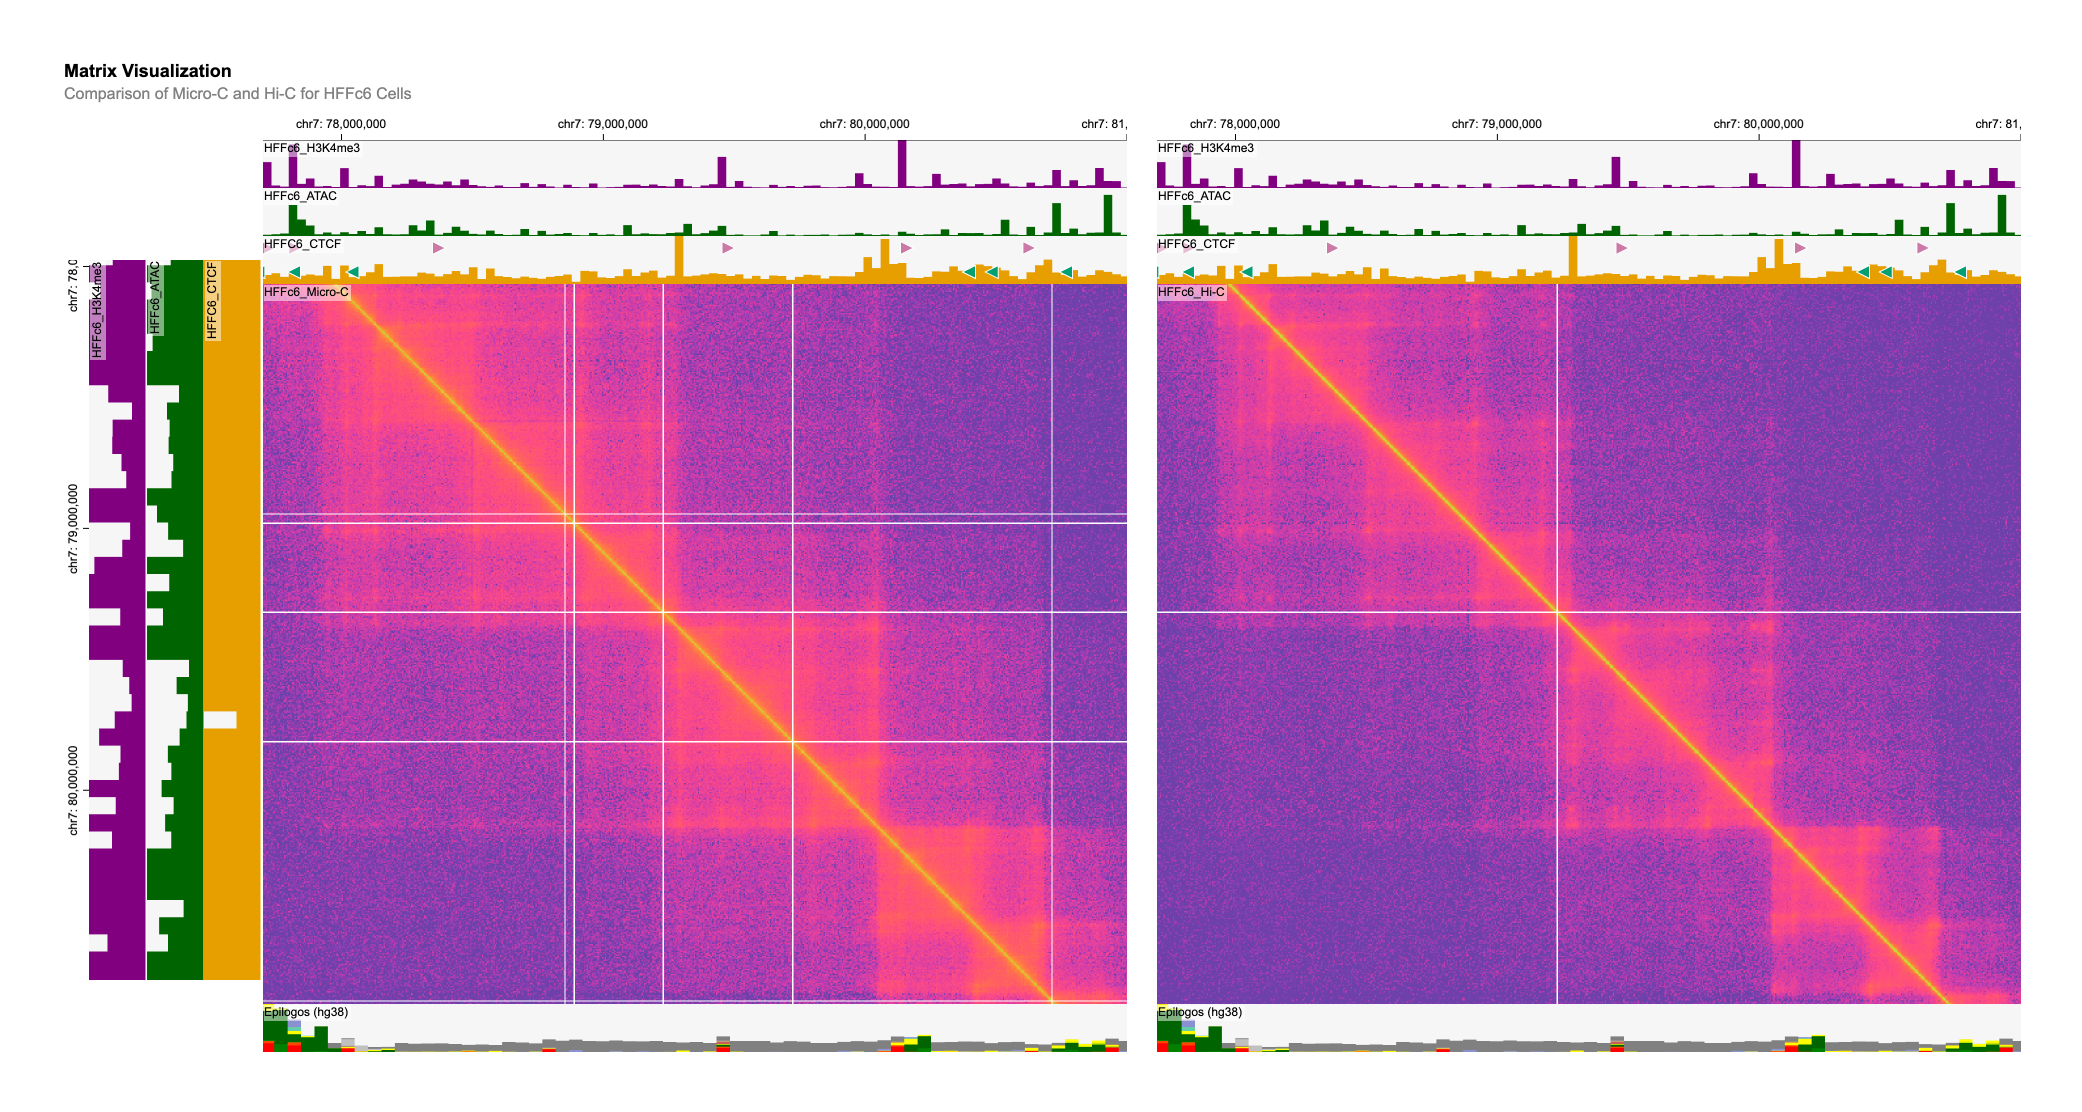 Matrix Visualization
Comparison of Micro-C and Hi-C for HFFc6 Cells
chr7: 78,000,000
chr7: 79,000,000
chr7: 80,000,000
chr7: 81,
HFFc6_H3K4me3
HFFc6_ATAC
HFFC6_CTCF
HFFc6_Micro-C
Epilogos (hg38)
chr7: 78,000,000
chr7: 79,000,000
chr7: 80,000,000
chr7: 81,
HFFc6_H3K4me3
HFFc6_ATAC
HFFC6_CTCF
HFFc6_Hi-C
Epilogos (hg38)
chr7: 78,
chr7: 79,000,000
chr7: 80,000,000
HFFc6_H3K4me3
HFFc6_ATAC
HFFC6_CTCF